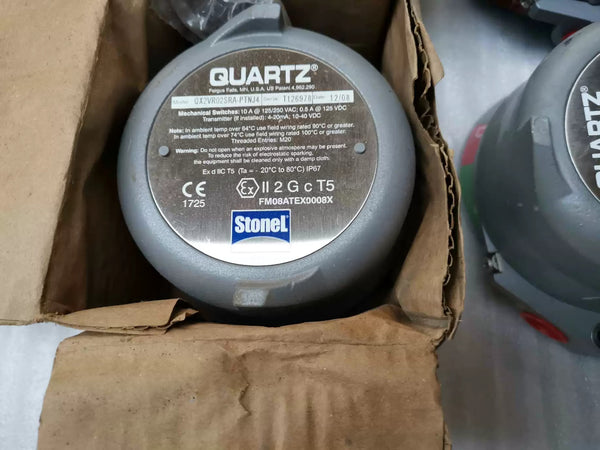 QUARTZ®
Fergus Falls, MN, U.S.A. US Patent 4,962,290
Model QX2VR02SRA-P1NJ4 Serial 1126978 Date 12/08
Mechanical Switches: 10 A @ 125/250 VAC; 0.5 A @ 125 VDC
Transmitter (if installed): 4-20mA; 10-40 VDC
Note: In ambient temp over 64°C use field wiring rated 90°C or greater.
In ambient temp over 74°C use field wiring rated 100°C or greater.
Threaded Entries: M20
Warning: Do not open when an explosive atmosphere may be present.
To reduce the risk of electrostatic sparking,
the equipment shall be cleaned only with a damp cloth.
Ex d IIC T5 (Ta = - 20°C to 80°C) IP67
CE Ex II 2 G c T5
1725 FM08ATEX0008X
StoneL
QUARTZ